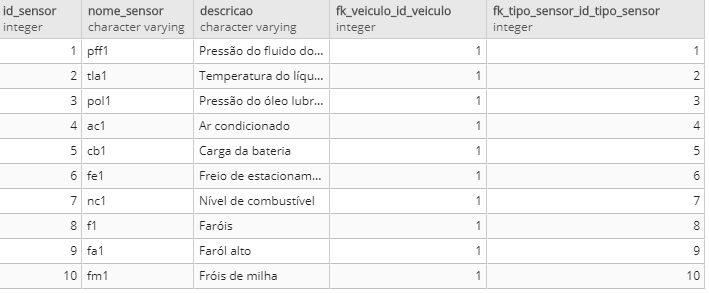 id_sensor nome_sensor descricao fk_veiculo_id_veiculo fk_tipo_sensor_id_tipo_sensor
integer character varying character varying integer integer
1 pff1 Pressão do fluido do... 1 1
2 tla1 Temperatura do líqu... 1 2
3 pol1 Pressão do óleo lubr... 1 3
4 ac1 Ar condicionado 1 4
5 cb1 Carga da bateria 1 5
6 fe1 Freio de estacionam... 1 6
7 nc1 Nível de combustível 1 7
8 f1 Faróis 1 8
9 fa1 Faról alto 1 9
10 fm1 Fróis de milha 1 10